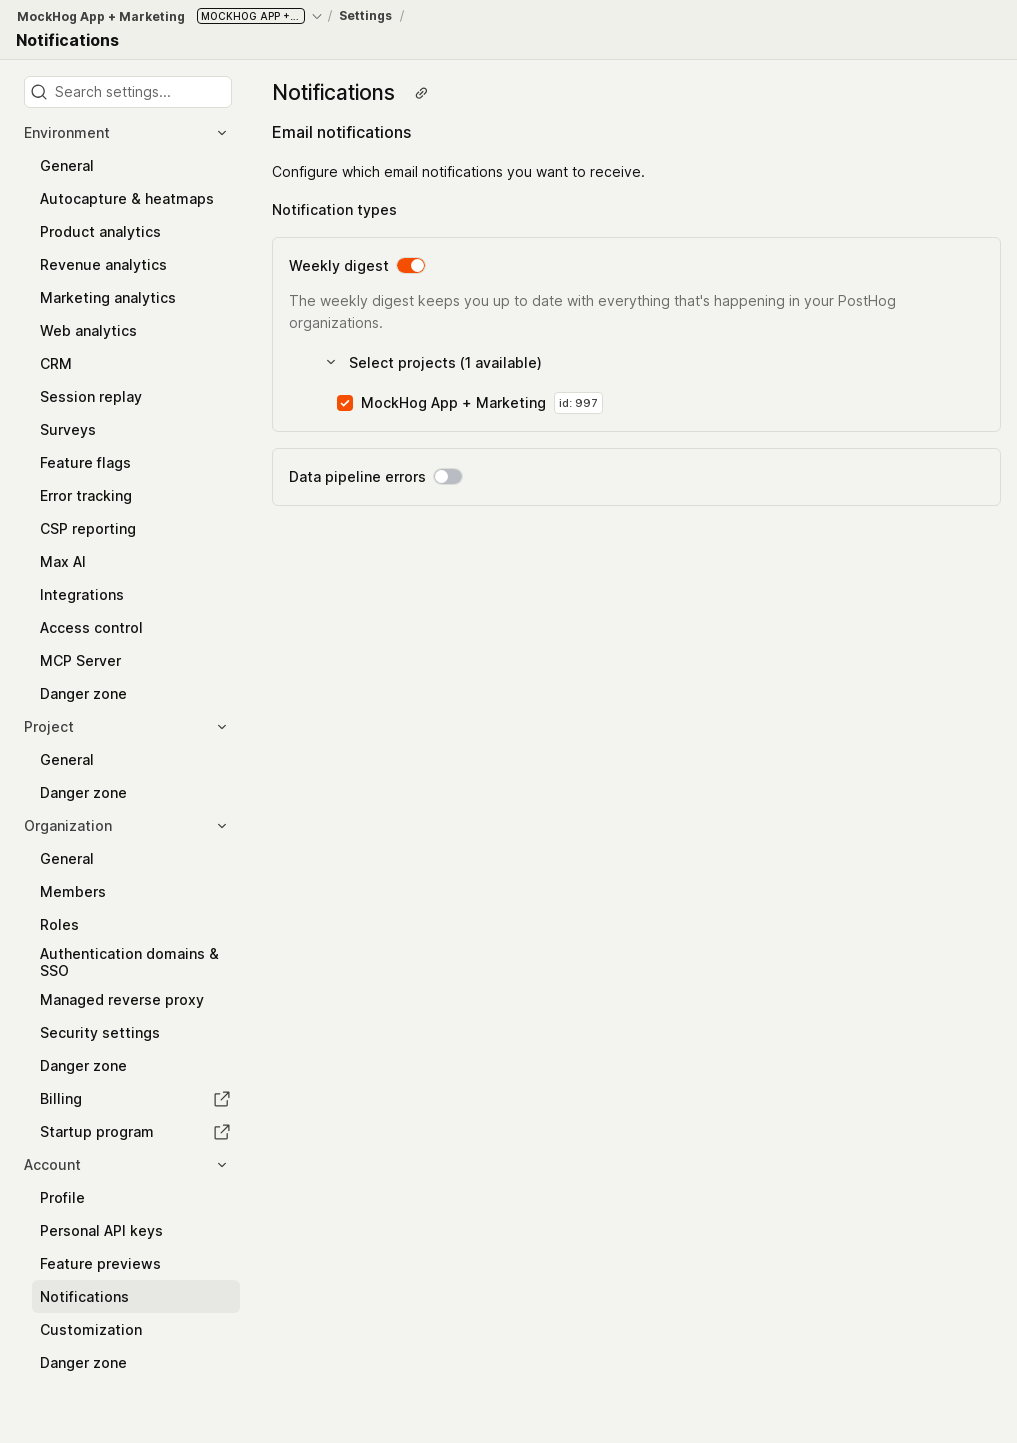 MockHog App + Marketing MOCKHOG APP +... / Settings /
Notifications
Search settings...
Environment
General
Autocapture & heatmaps
Product analytics
Revenue analytics
Marketing analytics
Web analytics
CRM
Session replay
Surveys
Feature flags
Error tracking
CSP reporting
Max AI
Integrations
Access control
MCP Server
Danger zone
Project
General
Danger zone
Organization
General
Members
Roles
Authentication domains &
SSO
Managed reverse proxy
Security settings
Danger zone
Billing
Startup program
Account
Profile
Personal API keys
Feature previews
Notifications
Customization
Danger zone
Notifications
Email notifications
Configure which email notifications you want to receive.
Notification types
Weekly digest
The weekly digest keeps you up to date with everything that's happening in your PostHog
organizations.
Select projects (1 available)
MockHog App + Marketing id: 997
Data pipeline errors